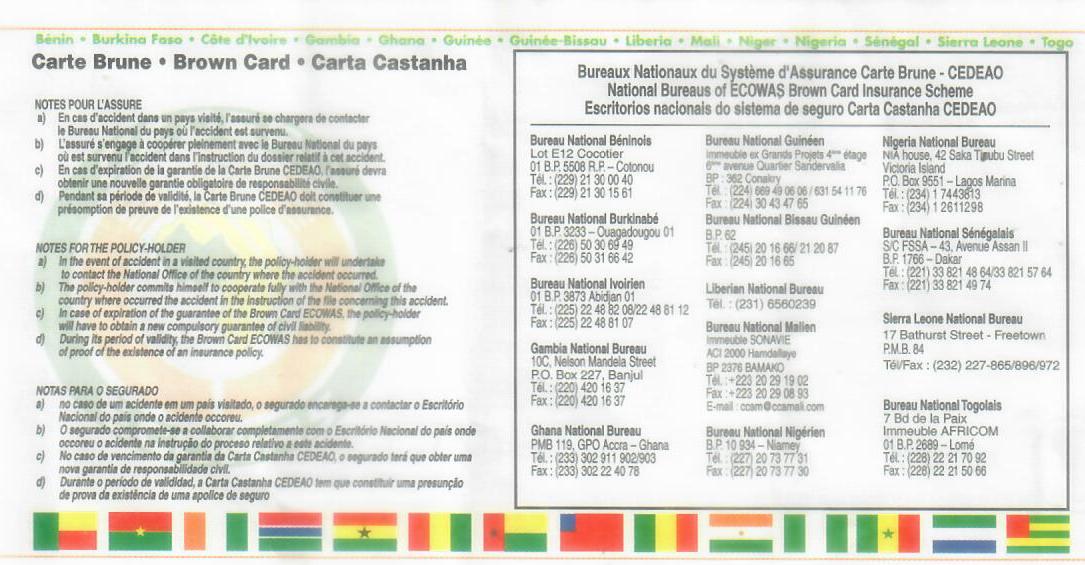 Bénin • Burkina Faso • Côte d'Ivoire • Gambia • Ghana • Guinée • Guinée-Bissau • Liberia • Mali • Niger • Nigeria • Sénégal • Sierra Leone • Togo
Carte Brune • Brown Card • Carta Castanha
NOTES POUR L'ASSURE
a) En cas d'accident dans un pays visité, l'assuré se chargera de contacter
le Bureau National du pays où l'accident est survenu.
b) L'assuré s'engage à coopérer pleinement avec le Bureau National du pays
où est survenu l'accident dans l'instruction du dossier relatif à cet accident.
c) En cas d'expiration de la garantie de la Carte Brune CEDEAO, l'assuré devra
obtenir une nouvelle garantie obligatoire de responsabilité civile.
d) Pendant sa période de validité, la Carte Brune CEDEAO doit constituer une
présomption de preuve de l'existence d'une police d'assurance.
NOTES FOR THE POLICY-HOLDER
a) In the event of accident in a visited country, the policy-holder will undertake
to contact the National Office of the country where the accident occurred.
b) The policy-holder commits himself to cooperate fully with the National Office of the
country where occurred the accident in the instruction of the file concerning this accident.
c) In case of expiration of the guarantee of the Brown Card ECOWAS, the policy-holder
will have to obtain a new compulsory guarantee of civil liability.
d) During its period of validity, the Brown Card ECOWAS has to constitute an assumption
of proof of the existence of an insurance policy.
NOTAS PARA O SEGURADO
a) no caso de um acidente em um país visitado, o segurado encarega-se a contactar o Escritório
Nacional do país onde o acidente occoreu.
b) O segurado compromete-se a collaborar completamente com o Escritório Nacional do país onde
occoreu o acidente na instrução do proceso relativo a este acidente.
c) No caso de vencimento da garantia da Carta Castanha CEDEAO, o segurado terá que obter uma
nova garantia de responsabilidade civil.
d) Durante o período de valididad, a Carta Castanha CEDEAO tem que constituir uma presunção
de prova da existência de uma apolice de seguro
Bureaux Nationaux du Système d'Assurance Carte Brune - CEDEAO
National Bureaus of ECOWAS Brown Card Insurance Scheme
Escritorios nacionais do sistema de seguro Carta Castanha CEDEAO
Bureau National Béninois
Lot E12 Cocotier
01 B.P. 5508 R.P. – Cotonou
Tél. : (229) 21 30 00 40
Fax : (229) 21 30 15 61
Bureau National Burkinabé
01 B.P. 3233 – Ouagadougou 01
Tél. : (226) 50 30 69 49
Fax : (226) 50 31 66 42
Bureau National Ivoirien
01 B.P. 3873 Abidjan 01
Tél. : (225) 22 48 82 08/22 48 81 12
Fax : (225) 22 48 81 07
Gambia National Bureau
10C, Nelson Mandela Street
P.O. Box 227, Banjul
Tél. : (220) 420 16 37
Fax : (220) 420 16 37
Ghana National Bureau
PMB 119, GPO Accra – Ghana
Tél. : (233) 302 911 902/903
Fax : (233) 302 22 40 78
Bureau National Guinéen
Immeuble ex Grands Projets 4ème étage
6ème avenue Quartier Sandervalia
BP : 362 Conakry
Tél. : (224) 669 49 06 06 / 631 54 11 76
Fax : (224) 30 43 47 65
Bureau National Bissau Guinéen
B.P. 62
Tél. : (245) 20 16 66/ 21 20 87
Fax : (245) 20 16 65
Liberian National Bureau
Tél. : (231) 6560239
Bureau National Malien
Immeuble SONAVIE
ACI 2000 Hamdallaye
BP 2376 BAMAKO
Tél. :+223 20 29 19 02
Fax :+223 20 29 08 93
E-mail : ccam@ccamali.com
Bureau National Nigérien
B.P. 10 934 – Niamey
Tél. : (227) 20 73 77 31
Fax : (227) 20 73 77 30
Nigeria National Bureau
NIA house, 42 Saka Tinubu Street
Victoria Island
P.O. Box 9551 – Lagos Marina
Tél. : (234) 1 7443813
Fax : (234) 1 2611298
Bureau National Sénégalais
S/C FSSA – 43, Avenue Assan II
B.P. 1766 – Dakar
Tél. : (221) 33 821 48 64/33 821 57 64
Fax : (221) 33 821 49 74
Sierra Leone National Bureau
17 Bathurst Street - Freetown
P.M.B. 84
Tél/Fax : (232) 227-865/896/972
Bureau National Togolais
7 Bd de la Paix
Immeuble AFRICOM
01 B.P. 2689 – Lomé
Tél. : (228) 22 21 70 92
Fax : (228) 22 21 50 66